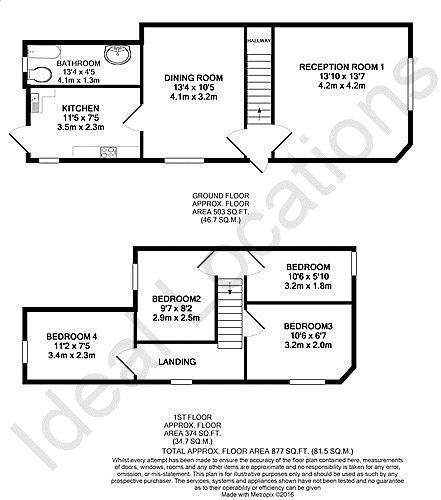 BATHROOM
13'4 x 4'5
4.1m x 1.3m
KITCHEN
11'5 x 7'5
3.5m x 2.3m
DINING ROOM
13'4 x 10'5
4.1m x 3.2m
HALLWAY
RECEPTION ROOM 1
13'10 x 13'7
4.2m x 4.2m
GROUND FLOOR
APPROX. FLOOR
AREA 503 SQ.FT.
(46.7 SQ.M.)
BEDROOM
10'6 x 5'10
3.2m x 1.8m
BEDROOM2
9'7 x 8'2
2.9m x 2.5m
BEDROOM3
10'6 x 6'7
3.2m x 2.0m
BEDROOM 4
11'2 x 7'5
3.4m x 2.3m
LANDING
1ST FLOOR
APPROX. FLOOR
AREA 374 SQ.FT.
(34.7 SQ.M.)
TOTAL APPROX. FLOOR AREA 877 SQ.FT. (81.5 SQ.M.)
Whilst every attempt has been made to ensure the accuracy of the floor plan contained here, measurements
of doors, windows, rooms and any other items are approximate and no responsibility is taken for any error,
omission, or mis-statement. This plan is for illustrative purposes only and should be used as such by any
prospective purchaser. The services, systems and appliances shown have not been tested and no guarantee
as to their operability or efficiency can be given
Made with Metropix ©2016
Ideal Locations